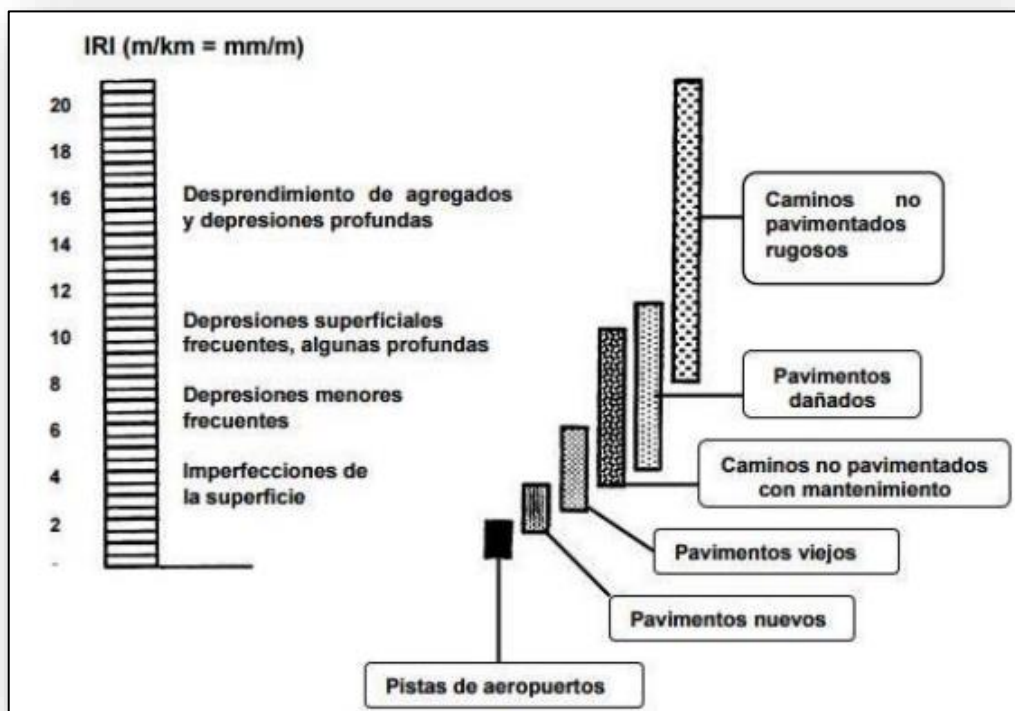 IRI (m/km = mm/m)
20
18
16
14
12
10
8
6
4
2
-
Desprendimiento de agregados
y depresiones profundas
Depresiones superficiales
frecuentes, algunas profundas
Depresiones menores
frecuentes
Imperfecciones de
la superficie
Caminos no
pavimentados
rugosos
Pavimentos
dañados
Caminos no pavimentados
con mantenimiento
Pavimentos viejos
Pavimentos nuevos
Pistas de aeropuertos